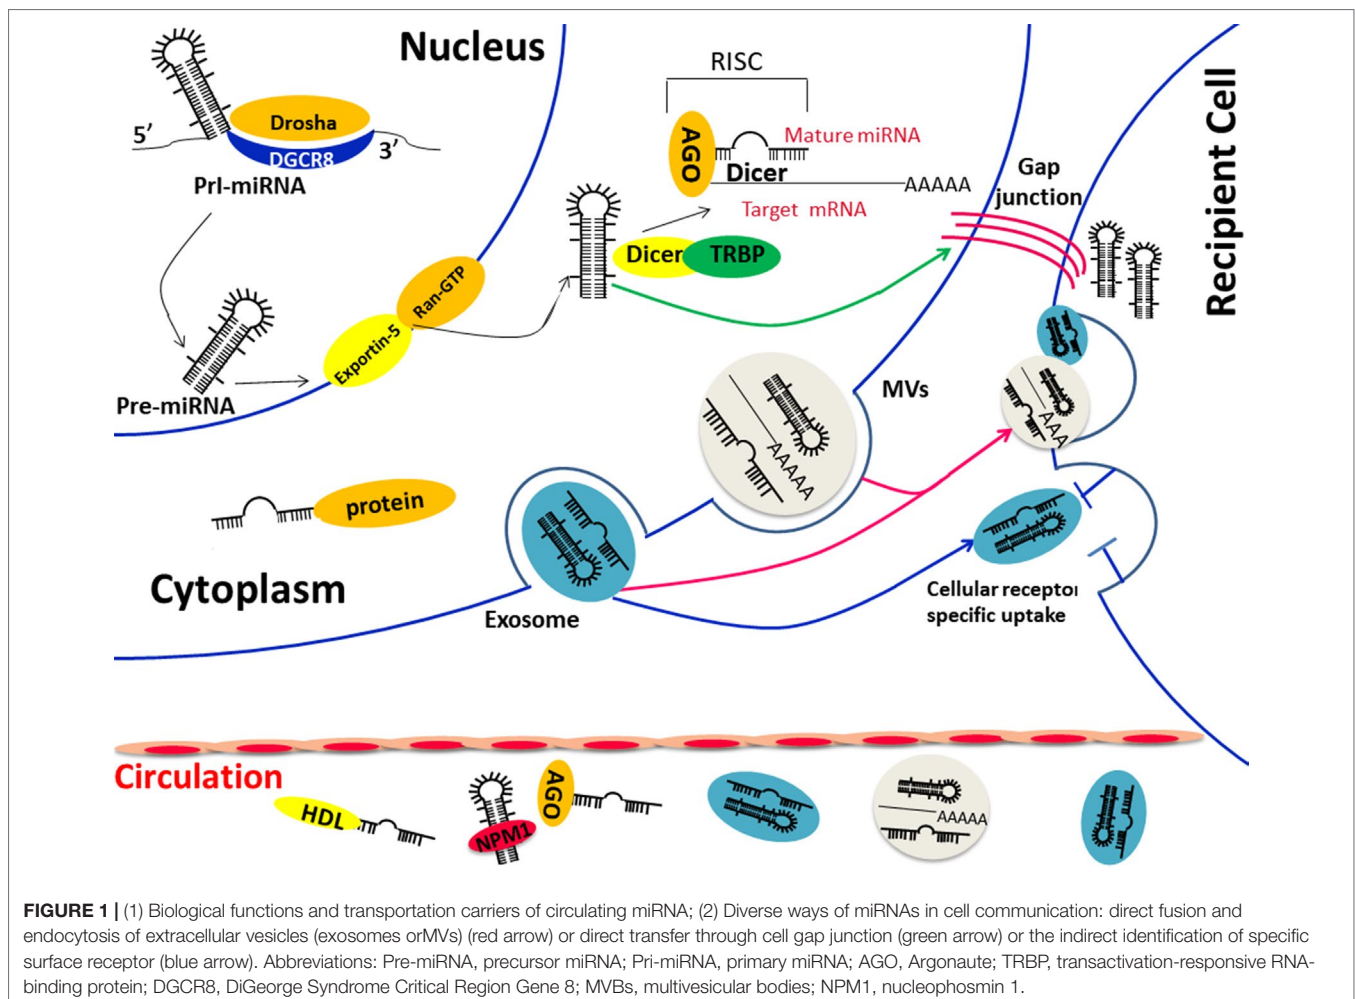 Nucleus
RISC
Recipient Cell
5'
Drosha
DGCR8
3'
PrI-miRNA
AGO
Mature miRNA
Dicer
AAAAA
Target mRNA
Gap
junction
Dicer
TRBP
Ran-GTP
Exportin-5
Pre-miRNA
MVs
AAAAA
AAA
protein
Cytoplasm
Exosome
Cellular receptor
specific uptake
Circulation
HDL
NPM1
AGO
AAAAA
FIGURE 1 | (1) Biological functions and transportation carriers of circulating miRNA; (2) Diverse ways of miRNAs in cell communication: direct fusion and
endocytosis of extracellular vesicles (exosomes orMVs) (red arrow) or direct transfer through cell gap junction (green arrow) or the indirect identification of specific
surface receptor (blue arrow). Abbreviations: Pre-miRNA, precursor miRNA; Pri-miRNA, primary miRNA; AGO, Argonaute; TRBP, transactivation-responsive RNA-
binding protein; DGCR8, DiGeorge Syndrome Critical Region Gene 8; MVBs, multivesicular bodies; NPM1, nucleophosmin 1.